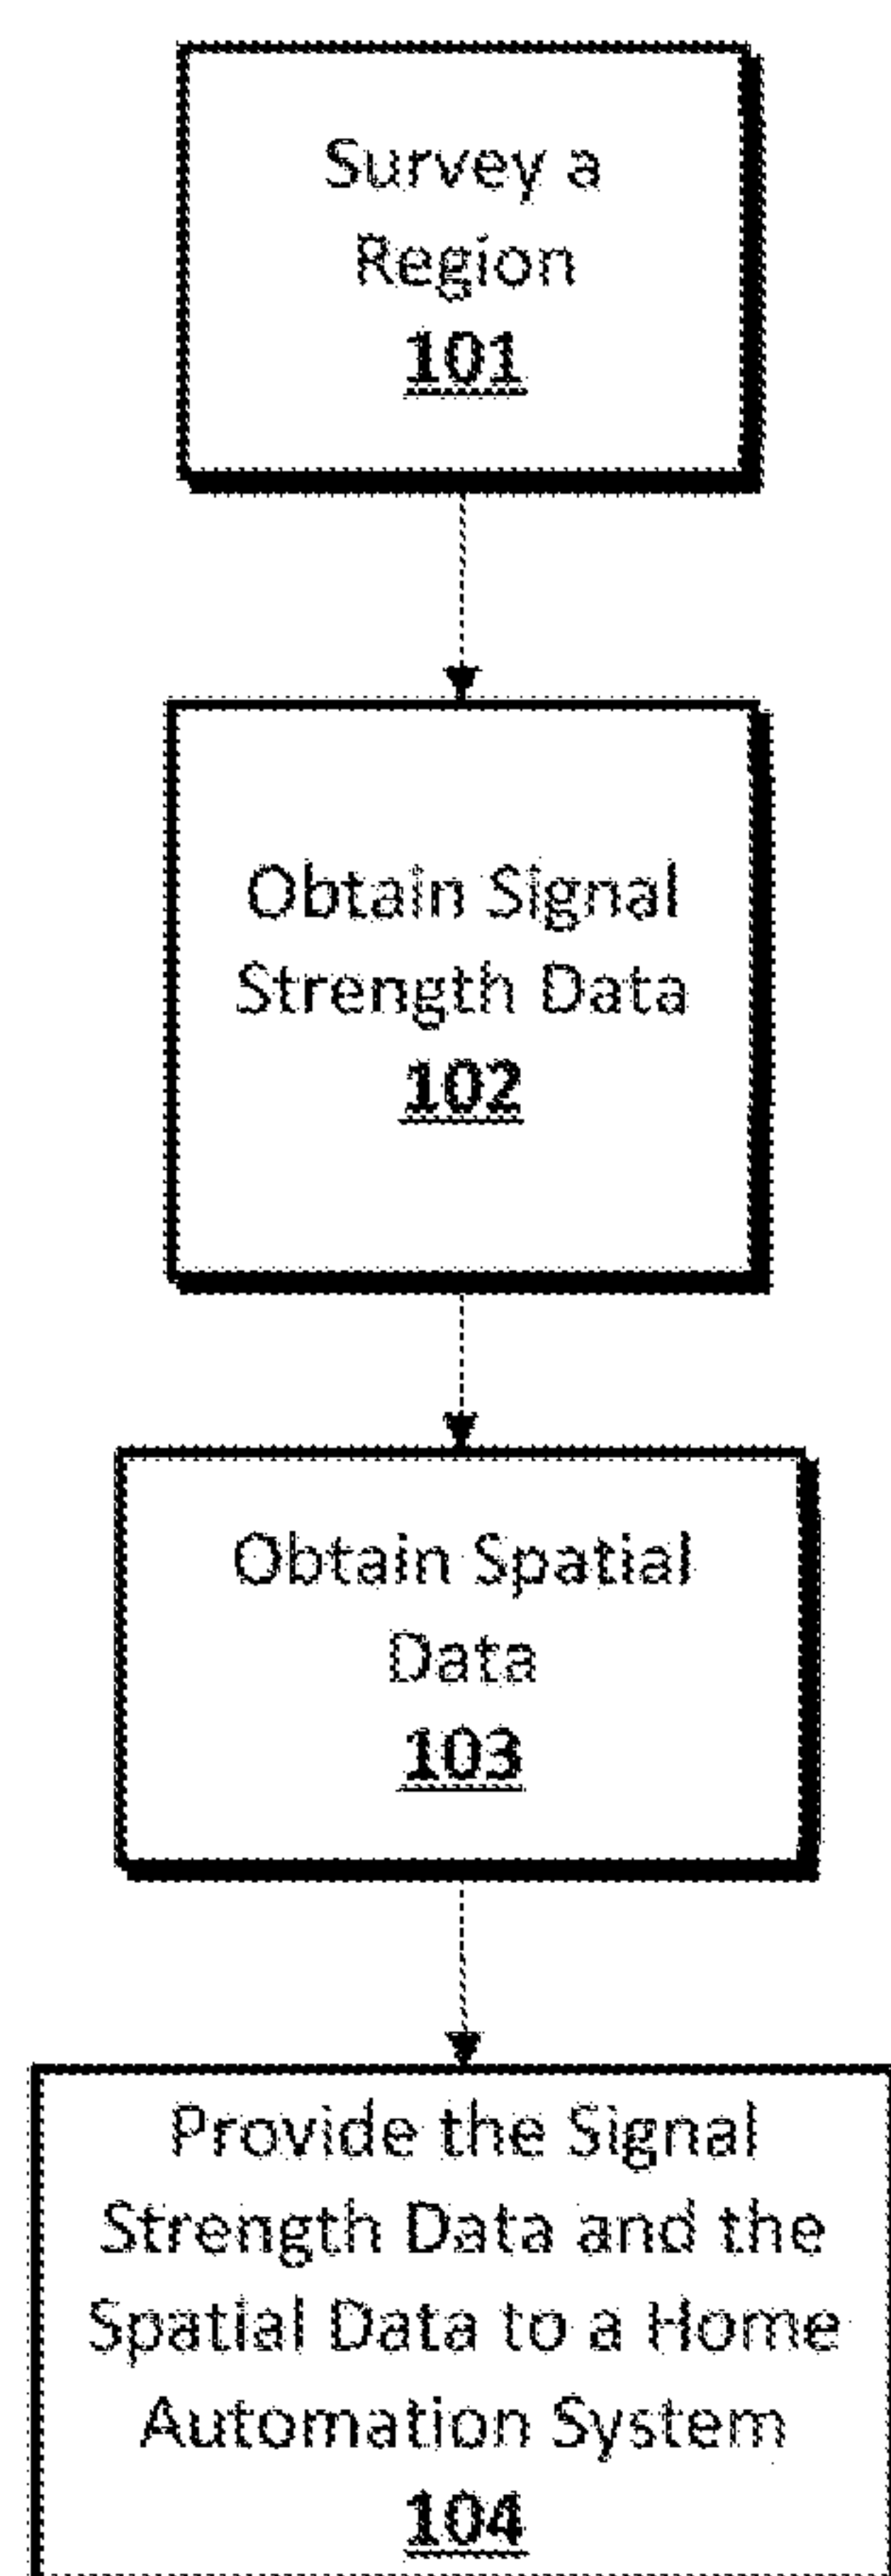 Survey a
Region
101
Obtain Signal
Strength Data
102
Obtain Spatial
Data
103
Provide the Signal
Strength Data and the
Spatial Data to a Home
Automation System
104